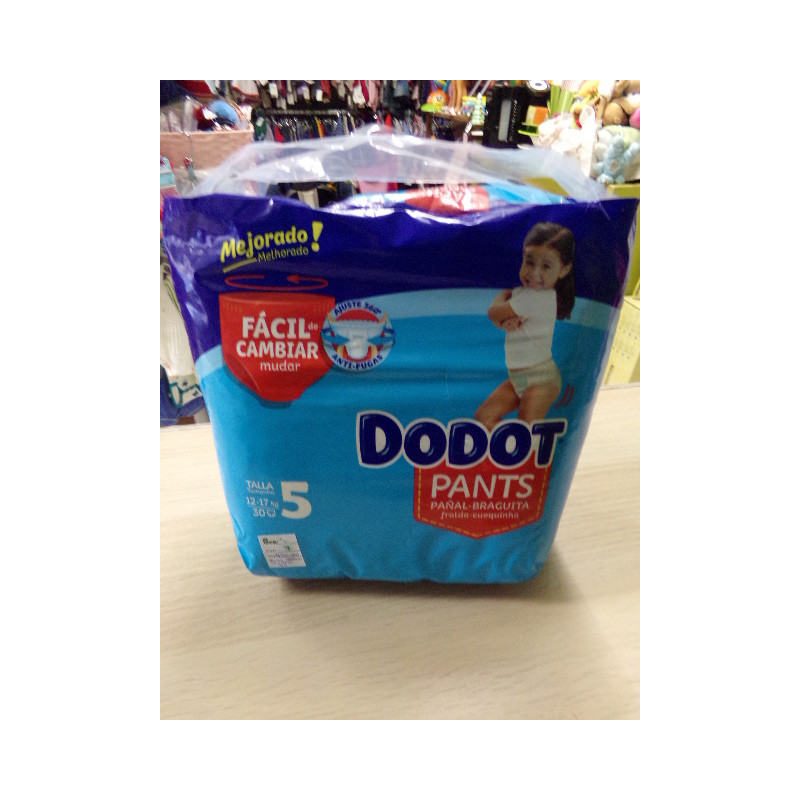 Mejorado!
Melhorado
FÁCIL de
CAMBIAR
mudar
AJUSTE 360°
ANTI-FUGAS
DODOT
PANTS
PAÑAL-BRAGUITA
fralda-cuequinha
TALLA
12-17 kg
30
5